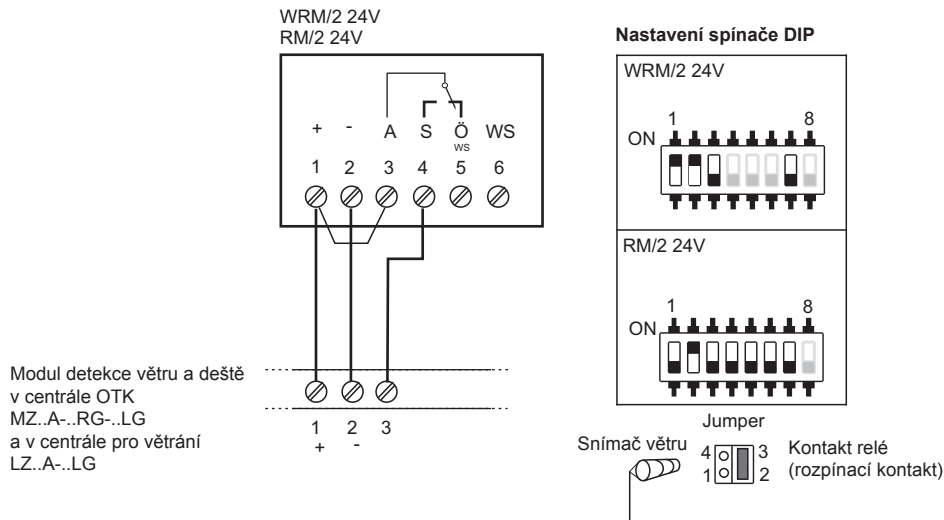 WRM/2 24V
RM/2 24V
+ - A S Ö WS
WS
1 2 3 4 5 6
Modul detekce větru a deště
v centrále OTK
MZ..A-..RG-..LG
a v centrále pro větrání
LZ..A-..LG
1 2 3
+ -
Nastavení spínače DIP
WRM/2 24V
1 8
ON
RM/2 24V
1 8
ON
Jumper
Snímač větru
4 3
1 2
Kontakt relé
(rozpínací kontakt)